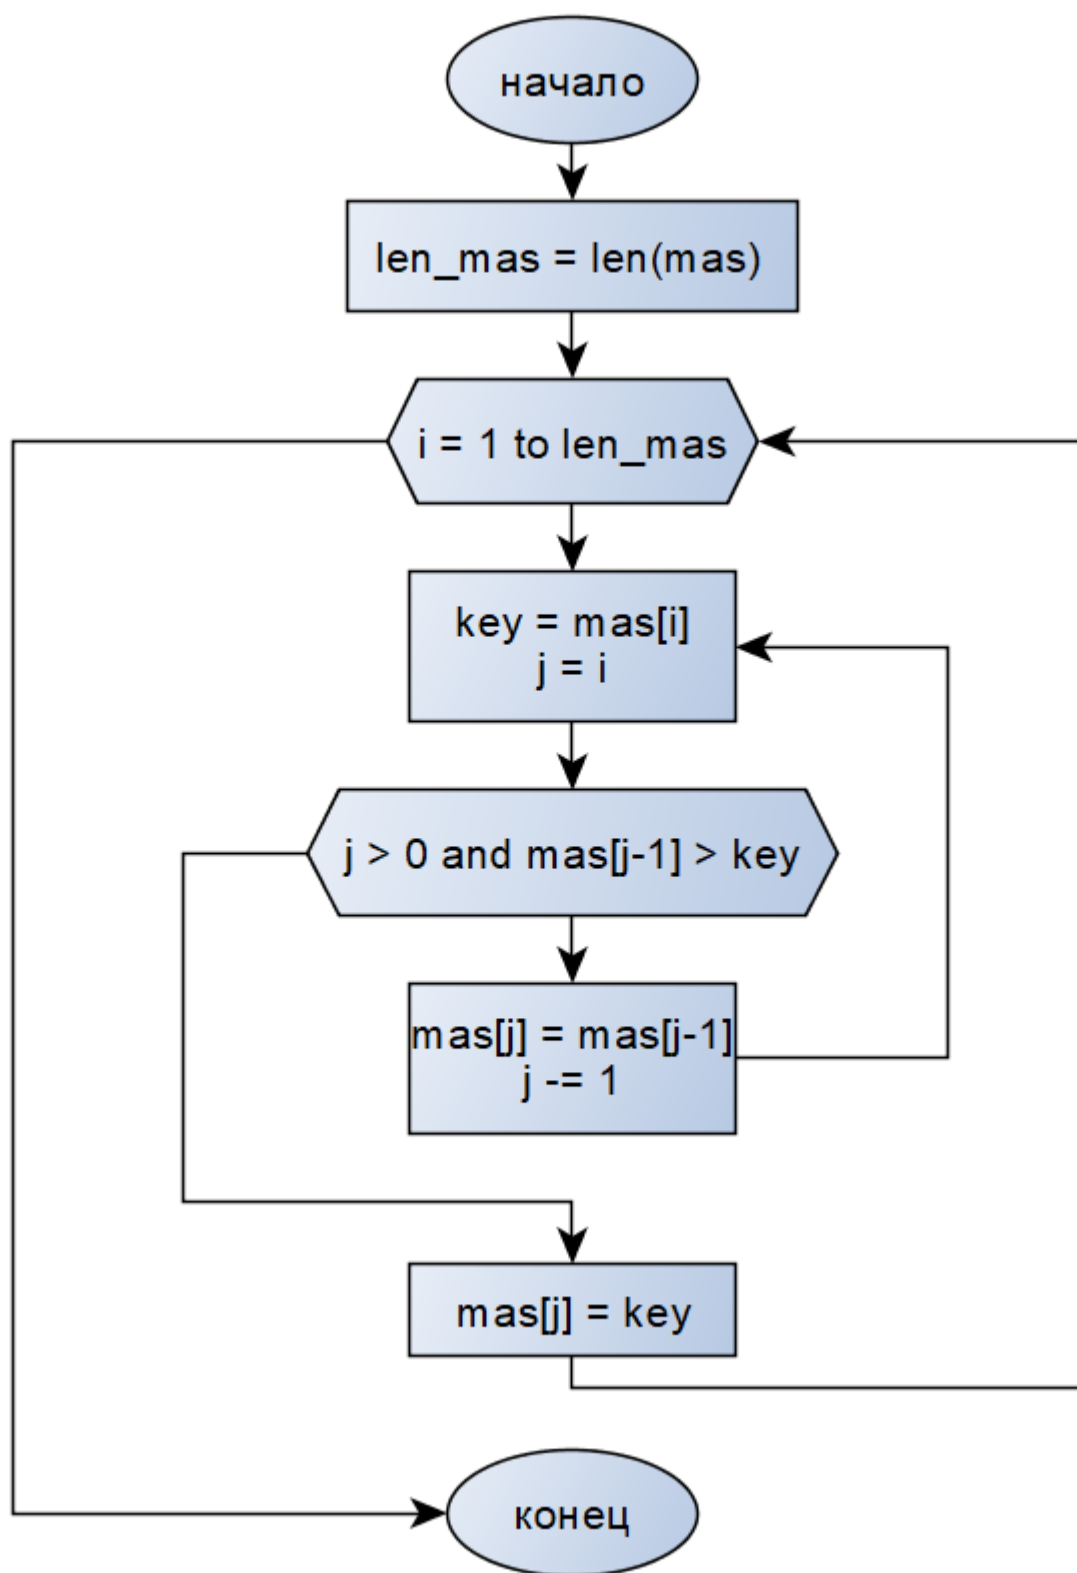 начало
len_mas = len(mas)
i = 1 to len_mas
key = mas[i]
j = i
j > 0 and mas[j-1] > key
mas[j] = mas[j-1]
j -= 1
mas[j] = key
конец